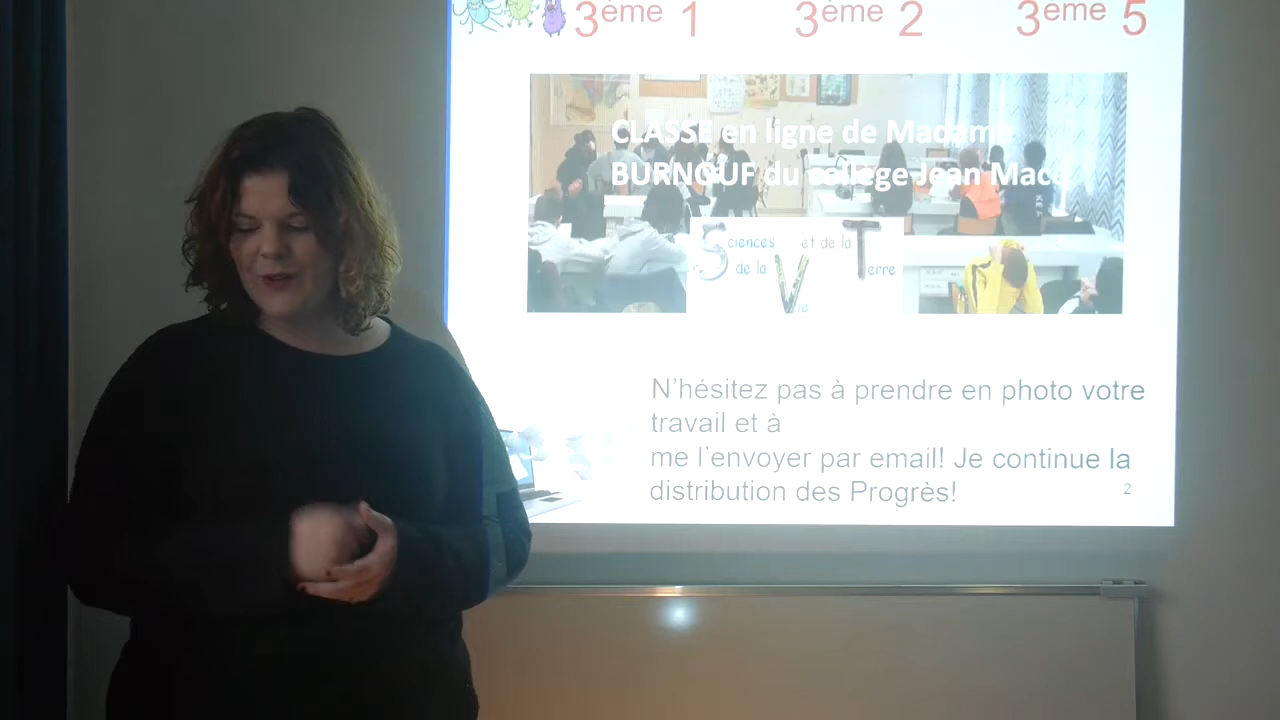 3ème 1 3ème 2 3ème 5
CLASSE en ligne de Madame
BURNOUF du collège Jean Macé
Sciences et de la
de la Terre
Vie
N'hésitez pas à prendre en photo votre
travail et à
me l'envoyer par email! Je continue la
distribution des Progrès!
2